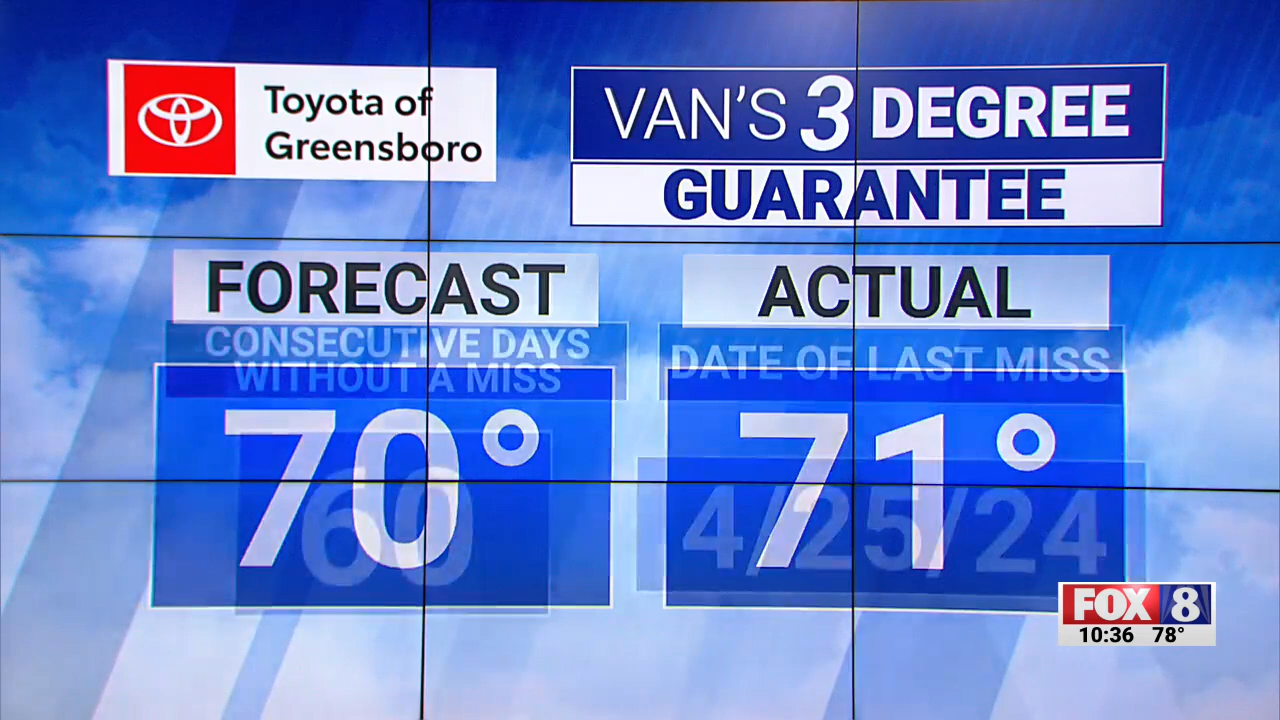 Toyota of
Greensboro
VAN'S 3 DEGREE
GUARANTEE
FORECAST
ACTUAL
CONSECUTIVE DAYS
WITHOUT A MISS
DATE OF LAST MISS
70°
71°
60
4/25/24
FOX 8
10:36 78°